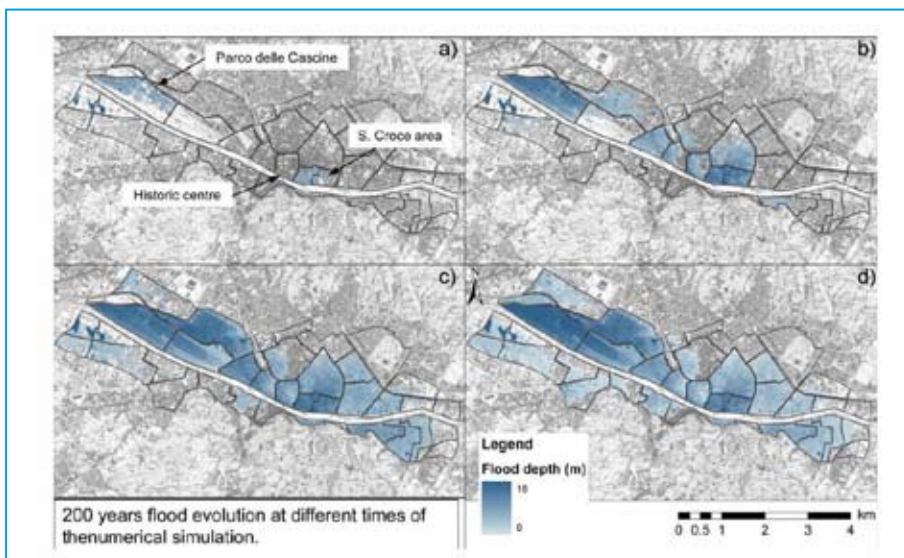 a)
Parco delle Cascine
S. Croce area
Historic centre
b)
c)
d)
Legend
Flood depth (m)
10
0
km
0 0.5 1 2 3 4
200 years flood evolution at different times of
thenumerical simulation.